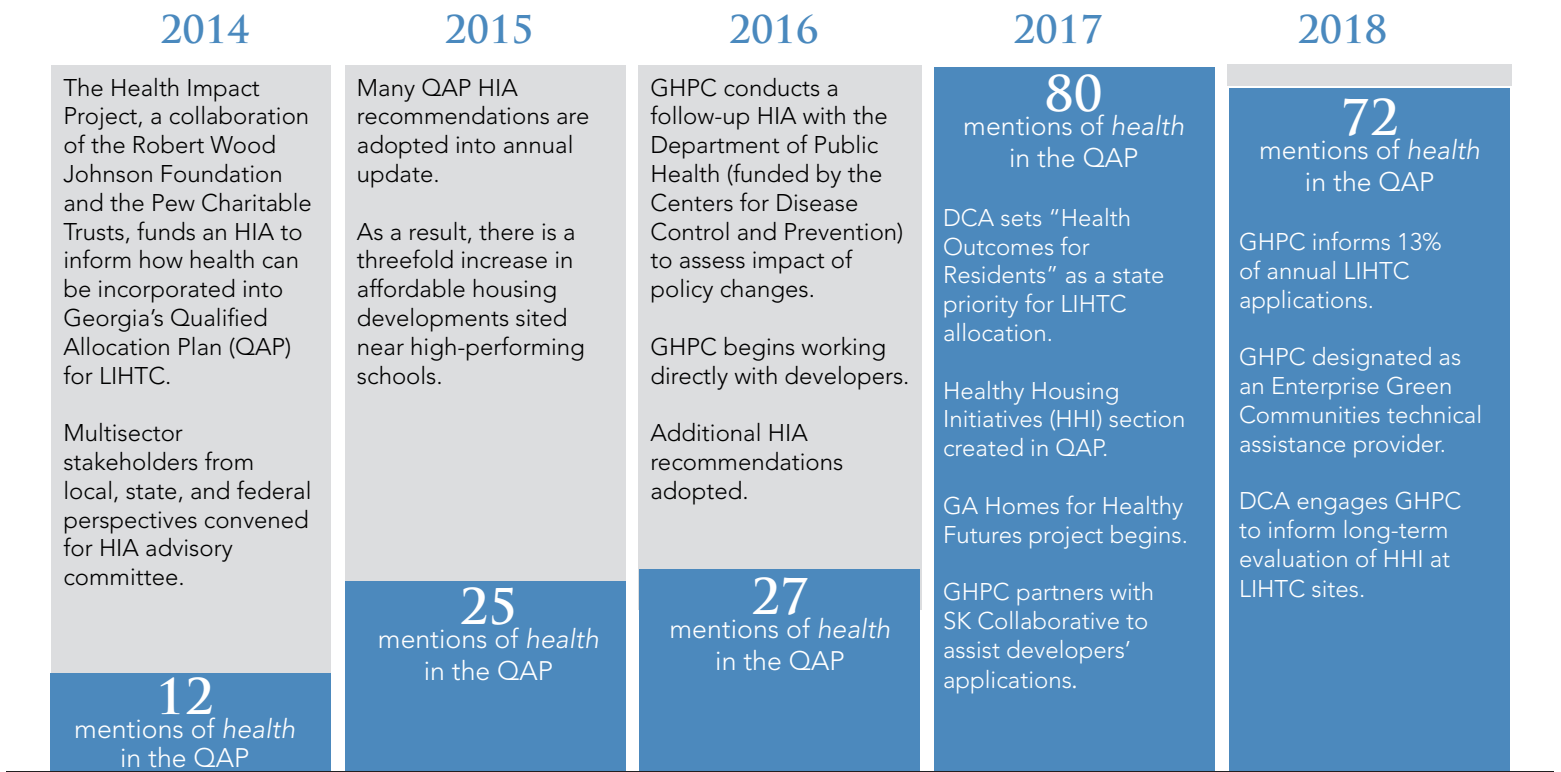 2014
The Health Impact
Project, a collaboration
of the Robert Wood
Johnson Foundation
and the Pew Charitable
Trusts, funds an HIA to
inform how health can
be incorporated into
Georgia’s Qualified
Allocation Plan (QAP)
for LIHTC.
Multisector
stakeholders from
local, state, and federal
perspectives convened
for HIA advisory
committee.
12
mentions of health
in the QAP
2015
Many QAP HIA
recommendations are
adopted into annual
update.
As a result, there is a
threefold increase in
affordable housing
developments sited
near high-performing
schools.
25
mentions of health
in the QAP
2016
GHPC conducts a
follow-up HIA with the
Department of Public
Health (funded by the
Centers for Disease
Control and Prevention)
to assess impact of
policy changes.
GHPC begins working
directly with developers.
Additional HIA
recommendations
adopted.
27
mentions of health
in the QAP
2017
80
mentions of health
in the QAP
DCA sets “Health
Outcomes for
Residents” as a state
priority for LIHTC
allocation.
Healthy Housing
Initiatives (HHI) section
created in QAP.
GA Homes for Healthy
Futures project begins.
GHPC partners with
SK Collaborative to
assist developers’
applications.
2018
72
mentions of health
in the QAP
GHPC informs 13%
of annual LIHTC
applications.
GHPC designated as
an Enterprise Green
Communities technical
assistance provider.
DCA engages GHPC
to inform long-term
evaluation of HHI at
LIHTC sites.